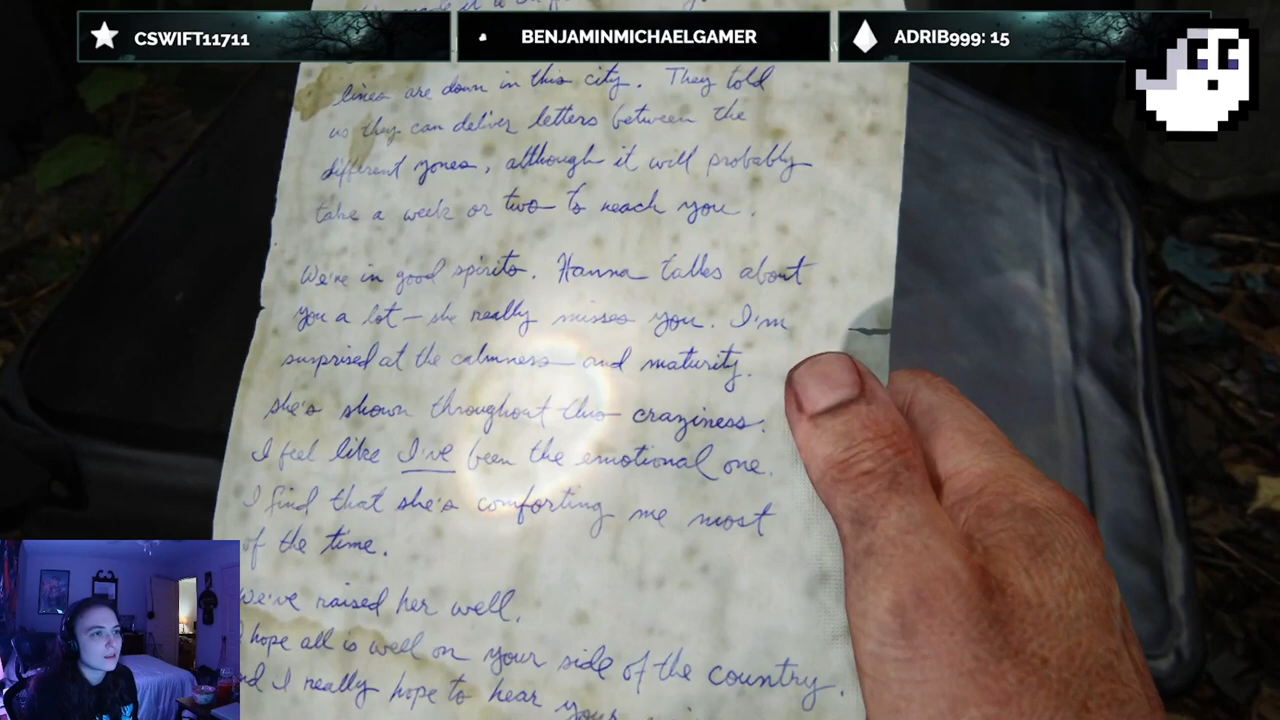 CSWIFT11711
BENJAMINMICHAELGAMER
ADRIB999: 15
lines are down in this city. They told
us they can deliver letters between the
different zones, although it will probably
take a week or two to reach you.
We're in good spirits. Hanna talks about
you a lot - she really misses you. I'm
surprised at the calmness and maturity
she's shown throughout this craziness.
I feel like I've been the emotional one.
I find that she's comforting me most
of the time.
We've raised her well.
hope all is well on your side of the country.
I really hope to hear your